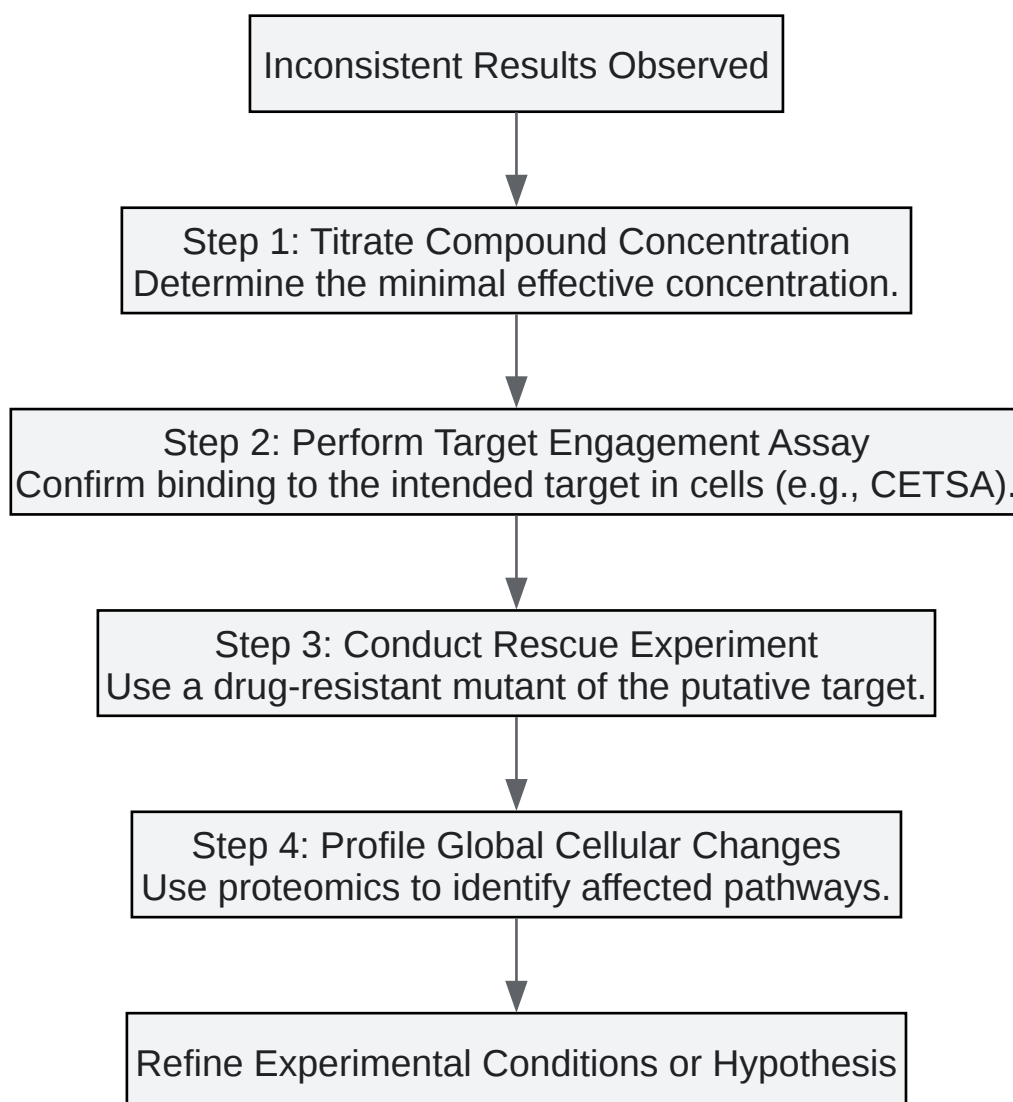 Inconsistent Results Observed
Step 1: Titrate Compound Concentration
Determine the minimal effective concentration.
Step 2: Perform Target Engagement Assay
Confirm binding to the intended target in cells (e.g., CETSA).
Step 3: Conduct Rescue Experiment
Use a drug-resistant mutant of the putative target.
Step 4: Profile Global Cellular Changes
Use proteomics to identify affected pathways.
Refine Experimental Conditions or Hypothesis